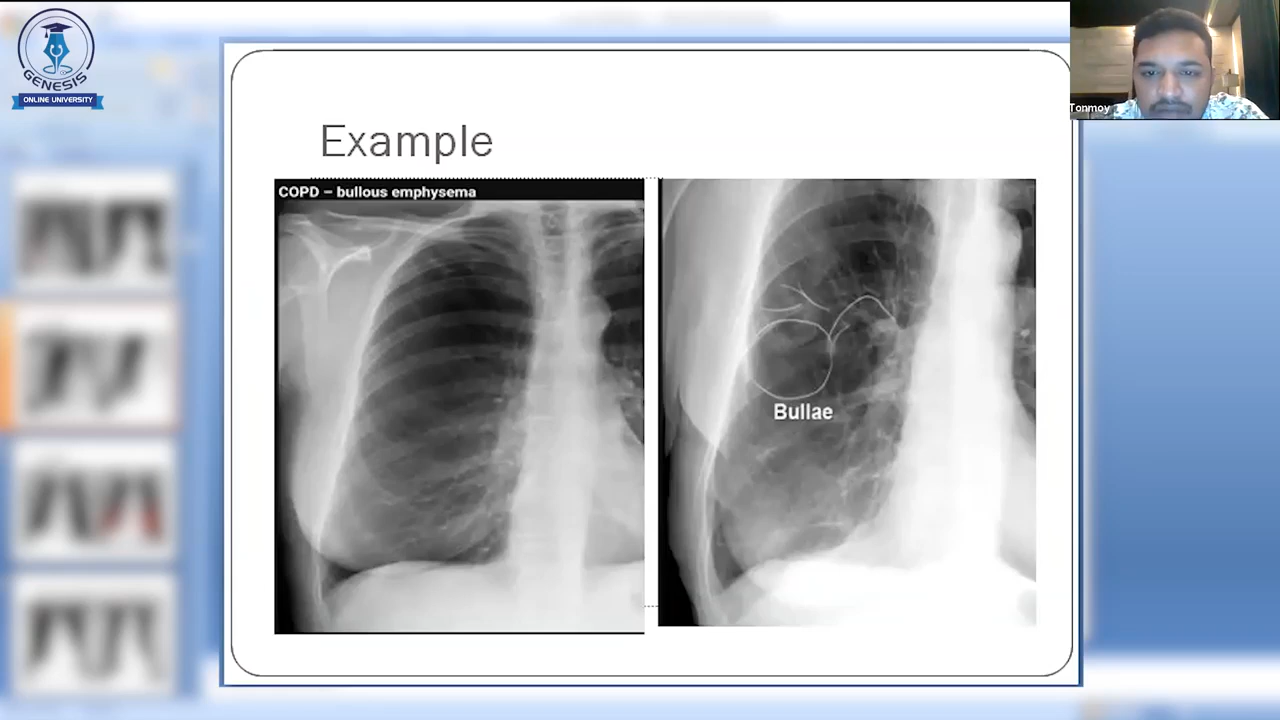 GENESIS
ONLINE UNIVERSITY
Tonmoy
Example
COPD – bullous emphysema
Bullae